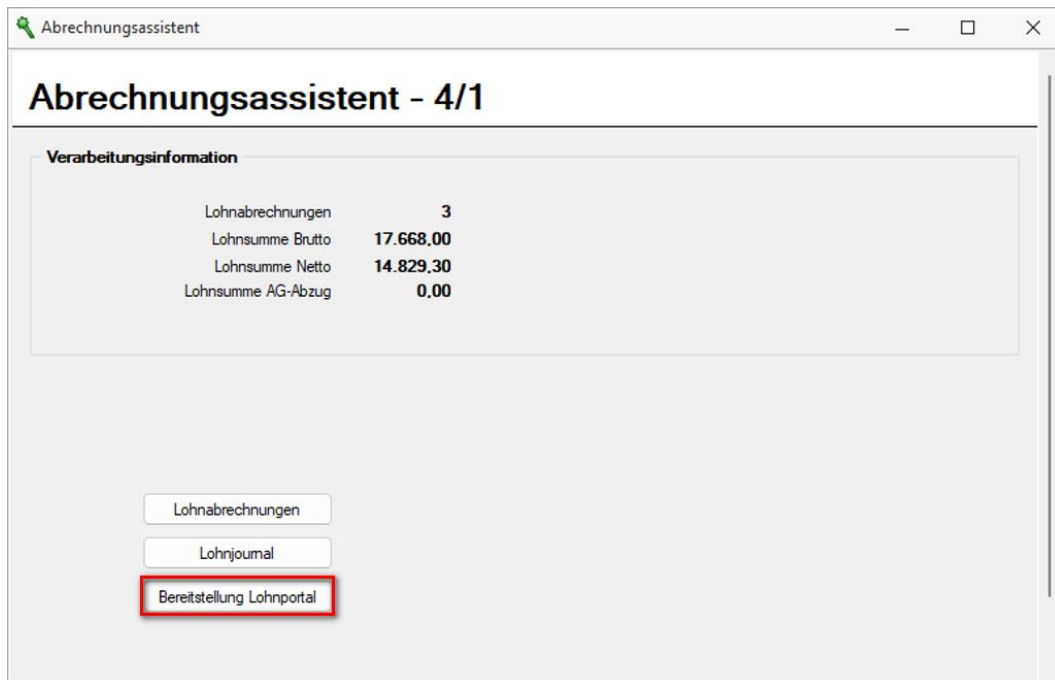 Abrechnungsassistent
Abrechnungsassistent - 4/1
Verarbeitungsinformation
Lohnabrechnungen 3
Lohnsumme Brutto 17.668,00
Lohnsumme Netto 14.829,30
Lohnsumme AG-Abzug 0,00
Lohnabrechnungen
Lohnjournal
Bereitstellung Lohnportal